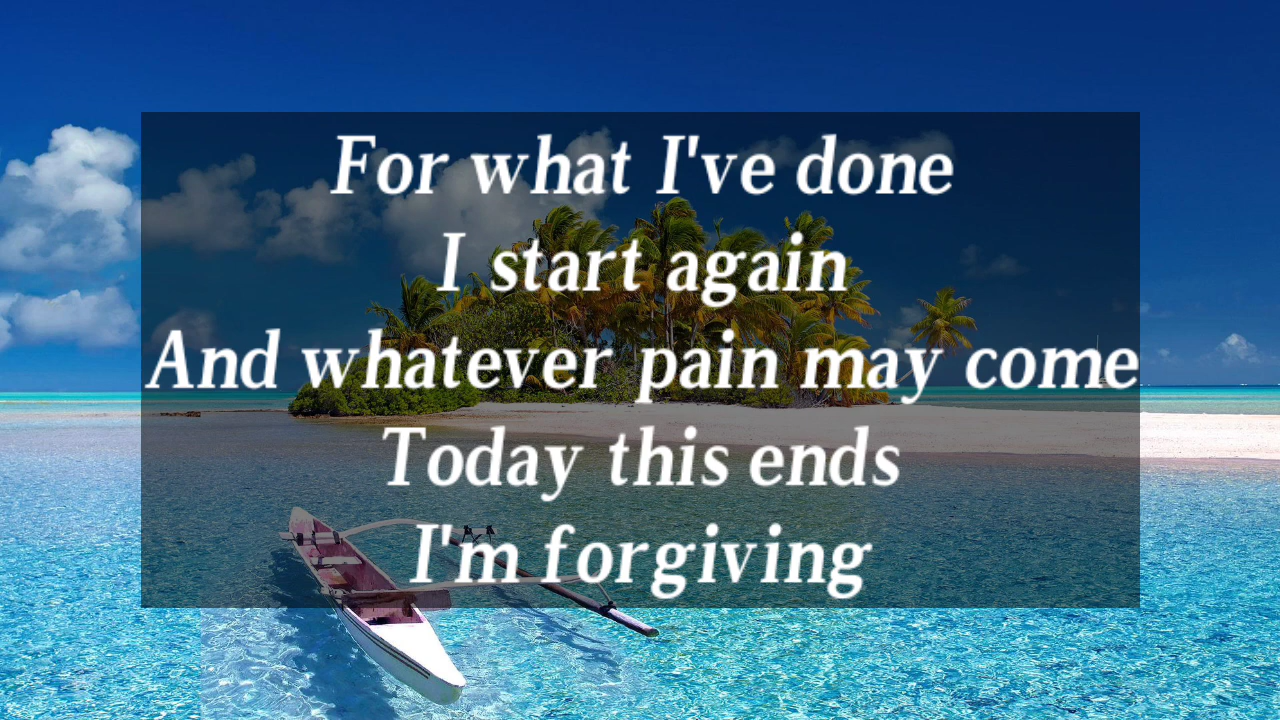 For what I've done
I start again
And whatever pain may come
Today this ends
I'm forgiving